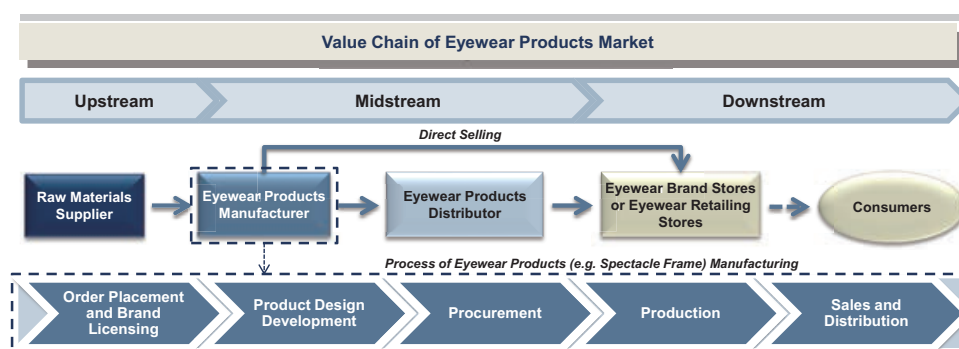 Value Chain of Eyewear Products Market
Upstream
Midstream
Downstream
Direct Selling
Raw Materials
Supplier
Eyewear Products
Manufacturer
Eyewear Products
Distributor
Eyewear Brand Stores
or Eyewear Retailing
Stores
Consumers
Process of Eyewear Products (e.g. Spectacle Frame) Manufacturing
Order Placement
and Brand
Licensing
Product Design
Development
Procurement
Production
Sales and
Distribution